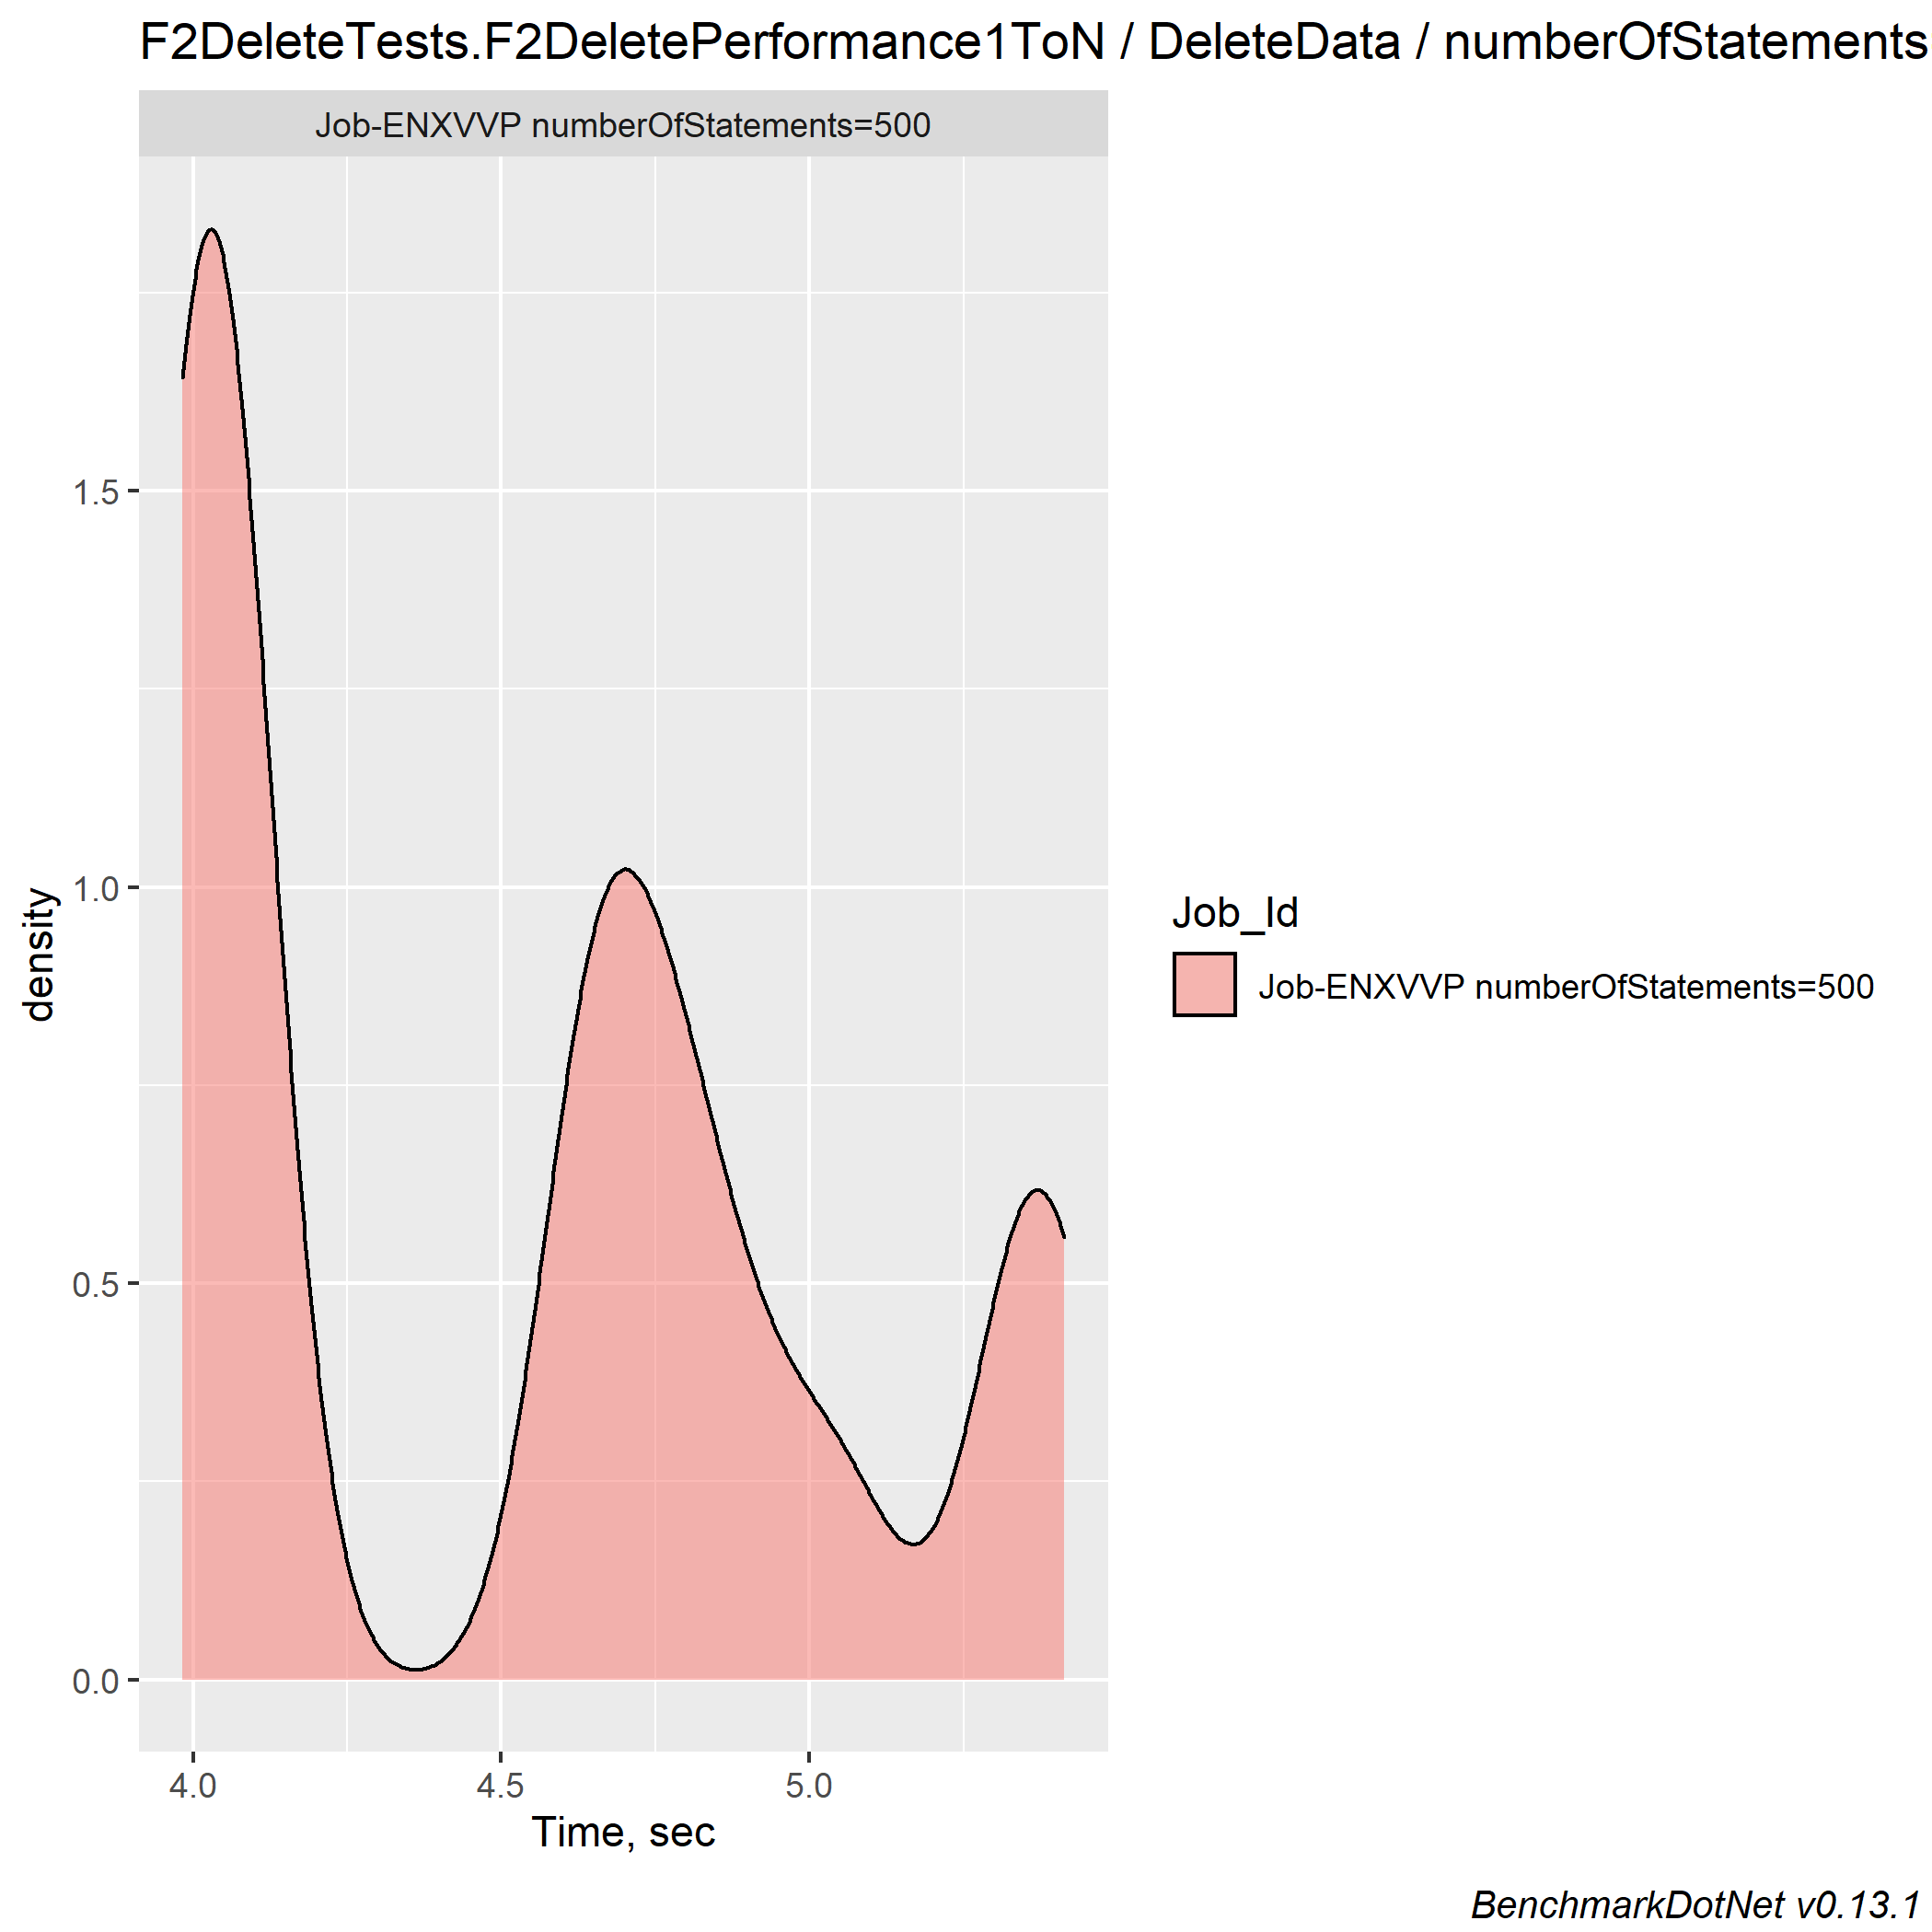 F2DeleteTests.F2DeletePerformance1ToN / DeleteData / numberOfStatements
Job-ENXVVP numberOfStatements=500
1.5
1.0
0.5
0.0
density
4.0 4.5 5.0
Time, sec
Job_Id
Job-ENXVVP numberOfStatements=500
BenchmarkDotNet v0.13.1